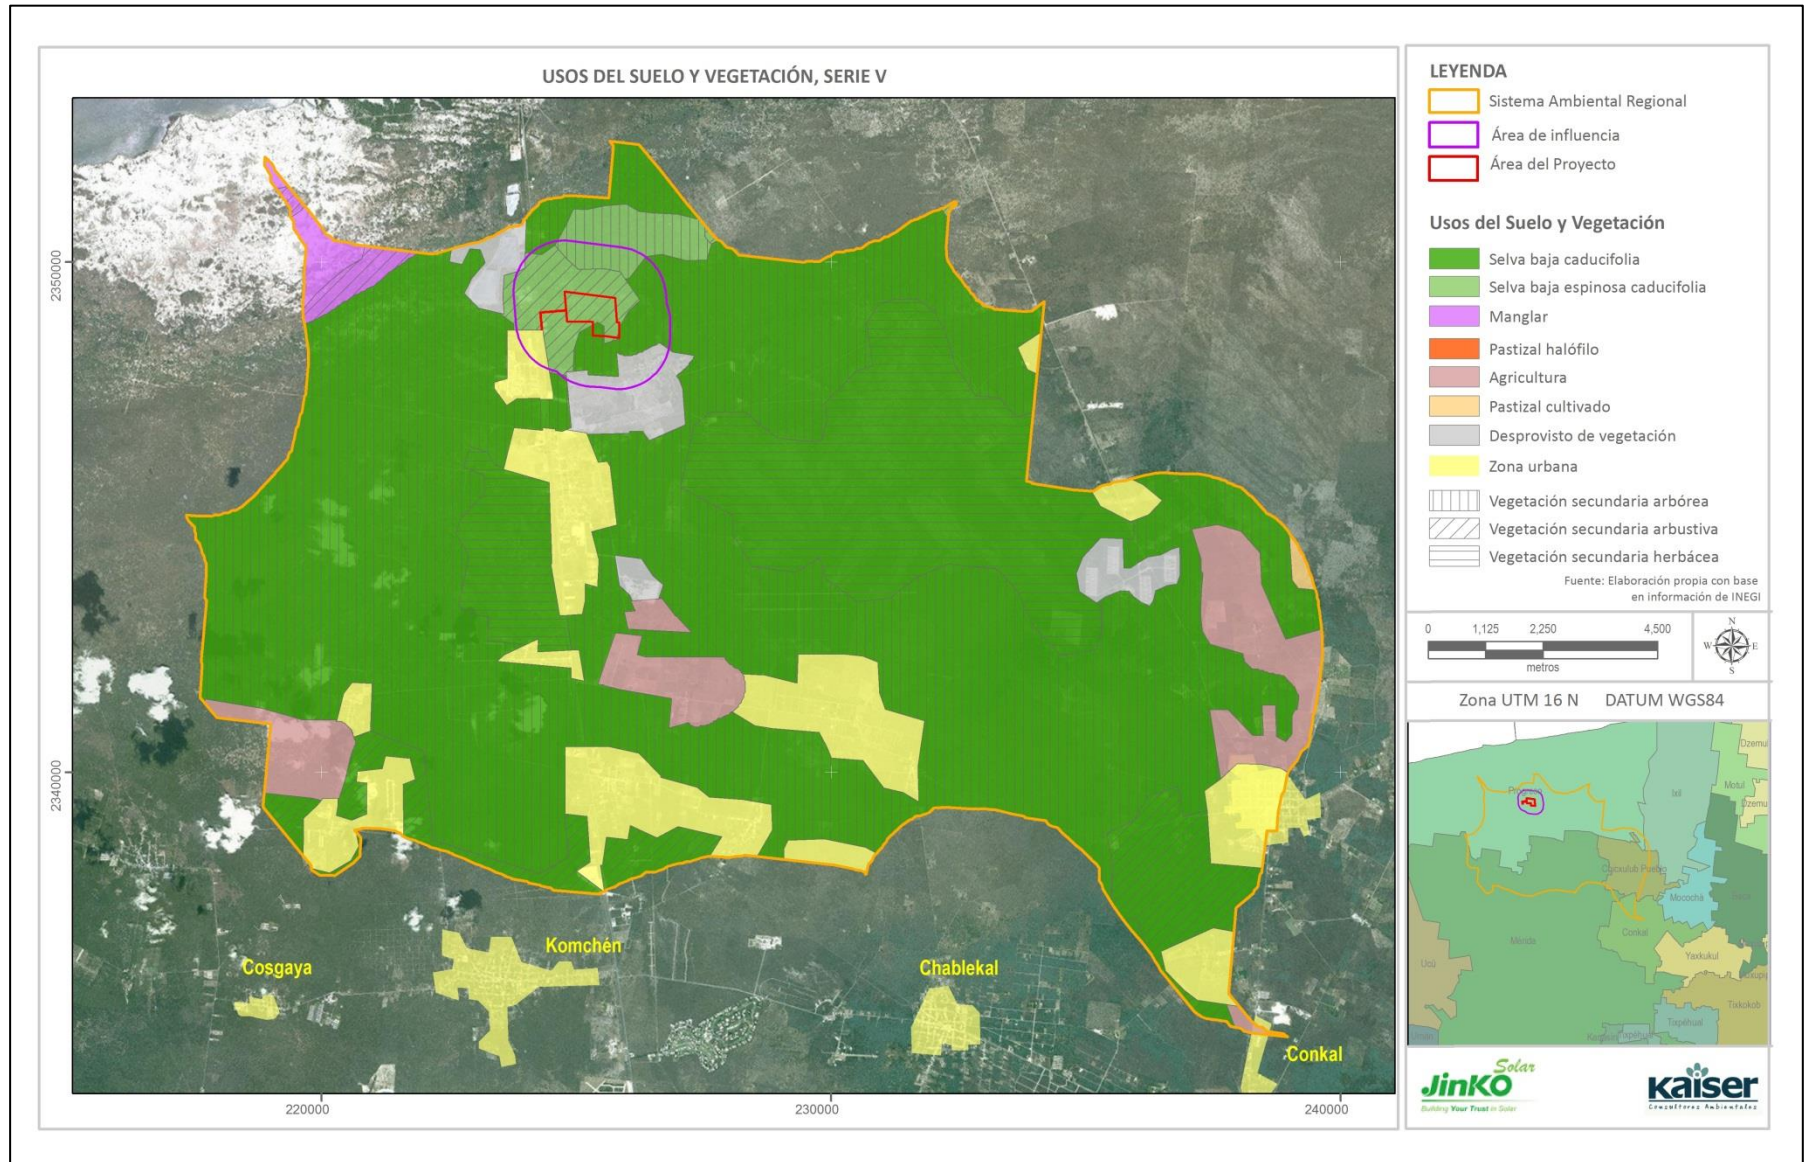 USOS DEL SUELO Y VEGETACIÓN, SERIE V
2350000
2340000
220000
230000
240000
Cosgaya
Komchén
Chablekal
Conkal
LEYENDA
Sistema Ambiental Regional
Área de influencia
Área del Proyecto
Usos del Suelo y Vegetación
Selva baja caducifolia
Selva baja espinosa caducifolia
Manglar
Pastizal halófilo
Agricultura
Pastizal cultivado
Desprovisto de vegetación
Zona urbana
Vegetación secundaria arbórea
Vegetación secundaria arbustiva
Vegetación secundaria herbácea
Fuente: Elaboración propia con base
en información de INEGI
0 1,125 2,250 4,500
metros
N
W E
S
Zona UTM 16 N DATUM WGS84
Progreso
Ixil
Dzemul
Motul
Dzemu
Chicxulub Pueblo
Mocochá
Conkal
Mérida
Yaxkukul
Ucú
Tixkokob
Tixpéhual
Solar
JinKO
Building Your Trust in Solar
Kaiser
Consultores Ambientales